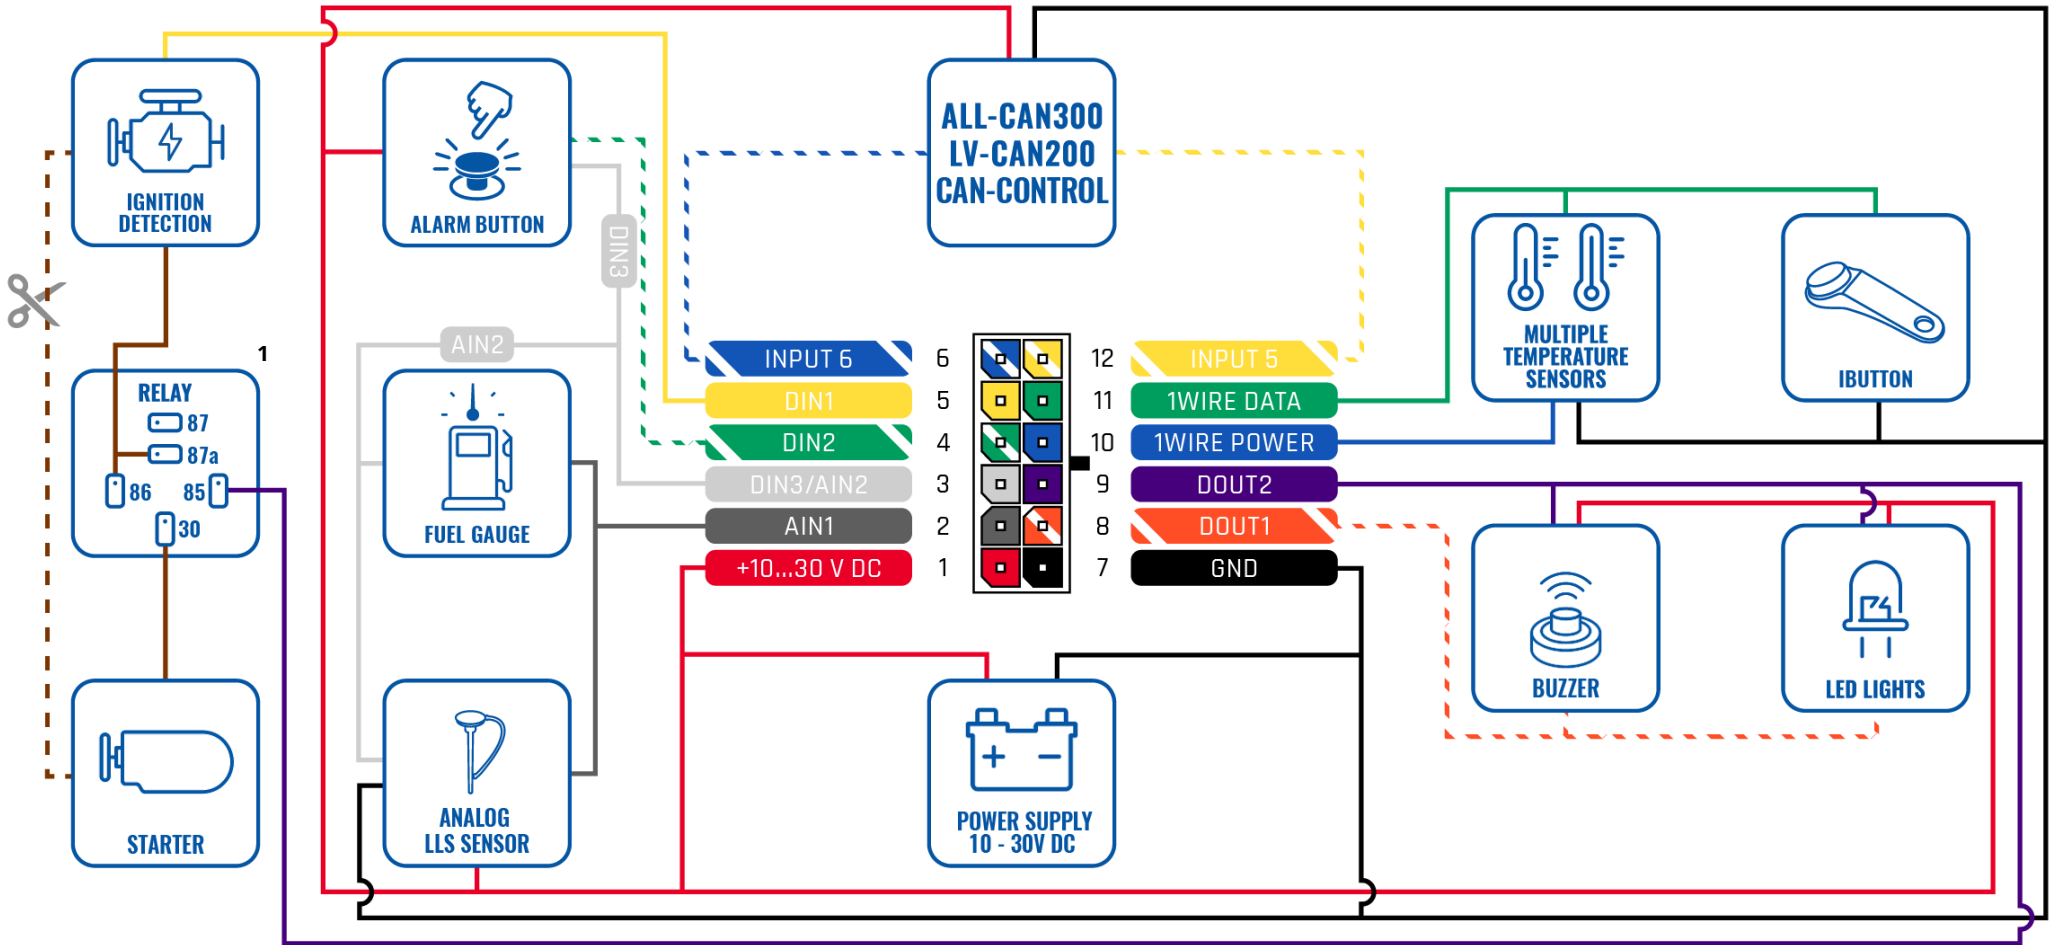 IGNITION
DETECTION
ALARM BUTTON
ALL-CAN300
LV-CAN200
CAN-CONTROL
DIN3
AIN2
1
RELAY
87
87a
86
85
30
FUEL GAUGE
INPUT 6
6
12
INPUT 5
DIN1
5
11
1WIRE DATA
DIN2
4
10
1WIRE POWER
DIN3/AIN2
3
9
DOUT2
AIN1
2
8
DOUT1
+10...30 V DC
1
7
GND
MULTIPLE
TEMPERATURE
SENSORS
IBUTTON
STARTER
ANALOG
LLS SENSOR
+ −
POWER SUPPLY
10 - 30V DC
BUZZER
LED LIGHTS